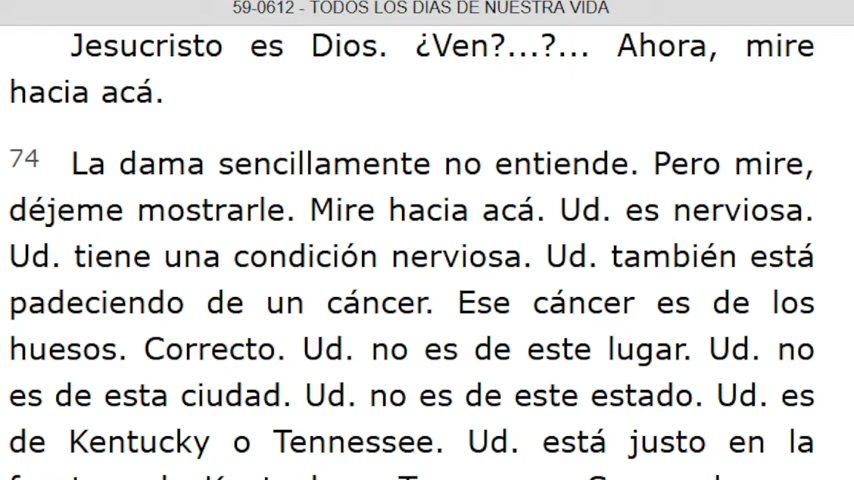 59-0612 - TODOS LOS DIAS DE NUESTRA VIDA
Jesucristo es Dios. ¿Ven?...?... Ahora, mire
hacia acá.
74 La dama sencillamente no entiende. Pero mire,
déjeme mostrarle. Mire hacia acá. Ud. es nerviosa.
Ud. tiene una condición nerviosa. Ud. también está
padeciendo de un cáncer. Ese cáncer es de los
huesos. Correcto. Ud. no es de este lugar. Ud. no
es de esta ciudad. Ud. no es de este estado. Ud. es
de Kentucky o Tennessee. Ud. está justo en la